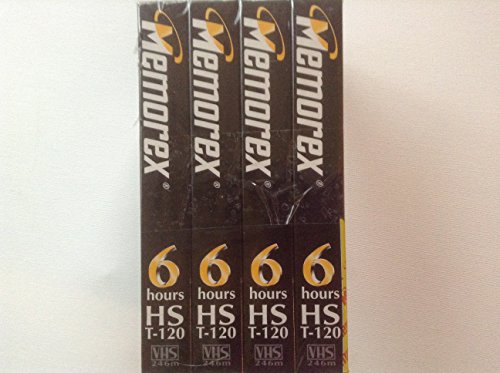 Memorex® Memorex® Memorex® Memorex®
6 6 6 6
hours hours hours hours
HS HS HS HS
T-120 T-120 T-120 T-120
VHS VHS VHS VHS
246m 246m 246m 246m